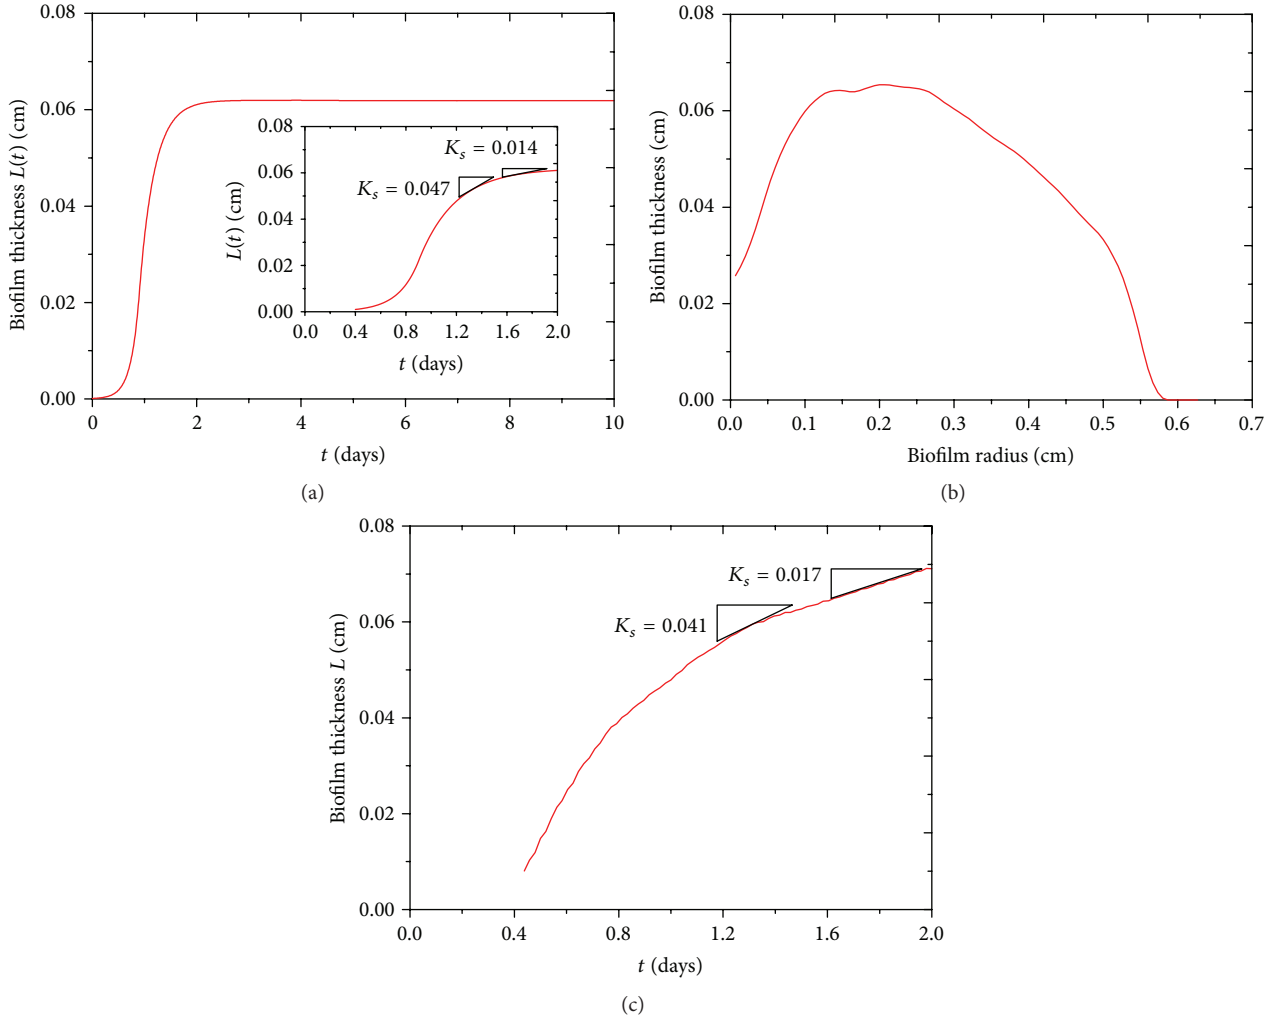 0.08
0.06
0.04
0.02
0.00
Biofilm thickness L(t) (cm)
0 2 4 6 8 10
t (days)
0.08
0.06
0.04
0.02
0.00
L(t) (cm)
K_s = 0.014
K_s = 0.047
0.0 0.4 0.8 1.2 1.6 2.0
t (days)
(a)
0.08
0.06
0.04
0.02
0.00
Biofilm thickness (cm)
0.0 0.1 0.2 0.3 0.4 0.5 0.6 0.7
Biofilm radius (cm)
(b)
0.08
0.06
0.04
0.02
0.00
Biofilm thickness L (cm)
K_s = 0.017
K_s = 0.041
0.0 0.4 0.8 1.2 1.6 2.0
t (days)
(c)